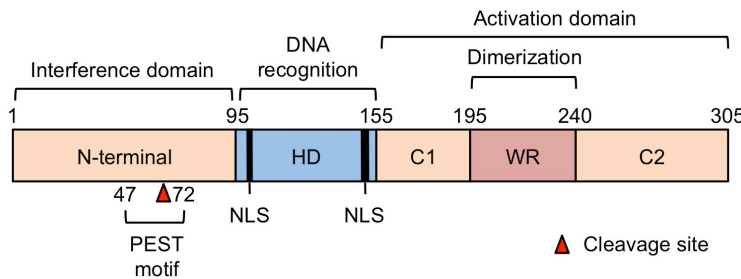 Activation domain
DNA
recognition
Interference domain
Dimerization
1 95 155 195 240 305
N-terminal HD C1 WR C2
47 72
NLS NLS
PEST
motif
Cleavage site